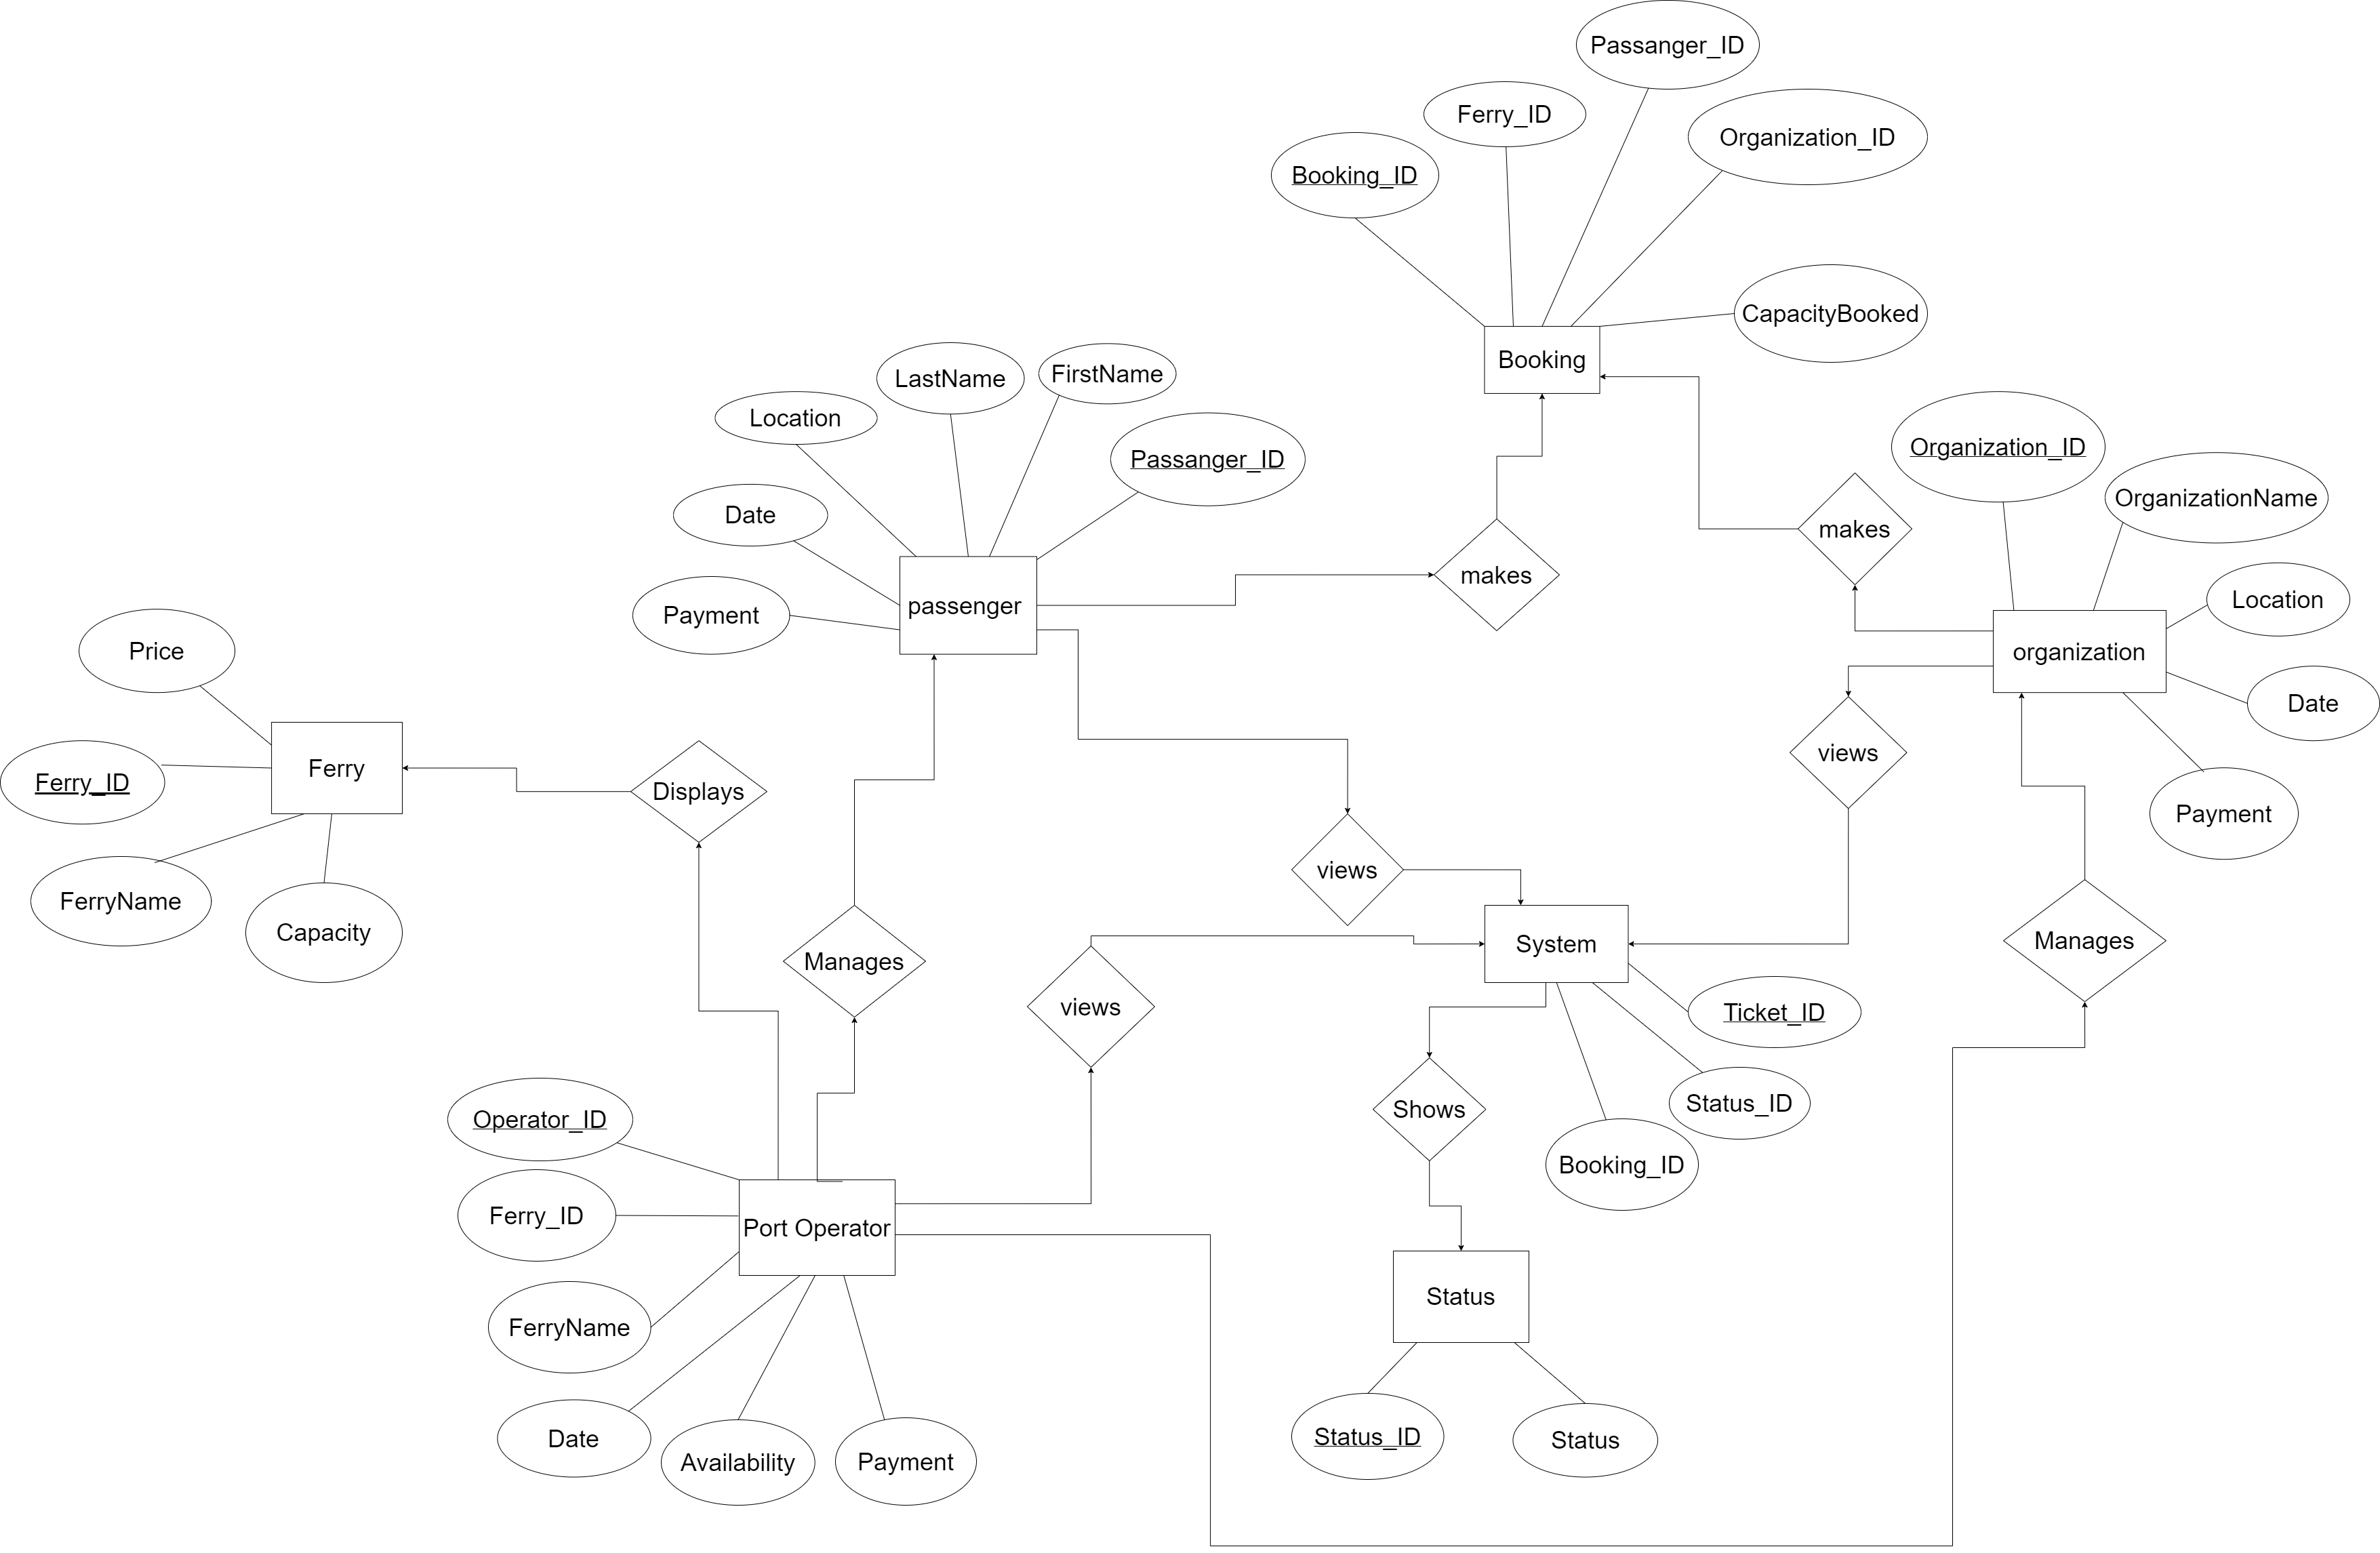 Passanger_ID
Ferry_ID
Organization_ID
Booking_ID
CapacityBooked
Booking
LastName
FirstName
Location
Passanger_ID
Date
Payment
passenger
makes
makes
Organization_ID
OrganizationName
Location
organization
Date
Payment
views
Price
Ferry_ID
Ferry
FerryName
Capacity
Displays
Manages
views
views
System
Manages
Ticket_ID
Status_ID
Booking_ID
Shows
Operator_ID
Ferry_ID
Port Operator
FerryName
Date
Availability
Payment
Status
Status_ID
Status